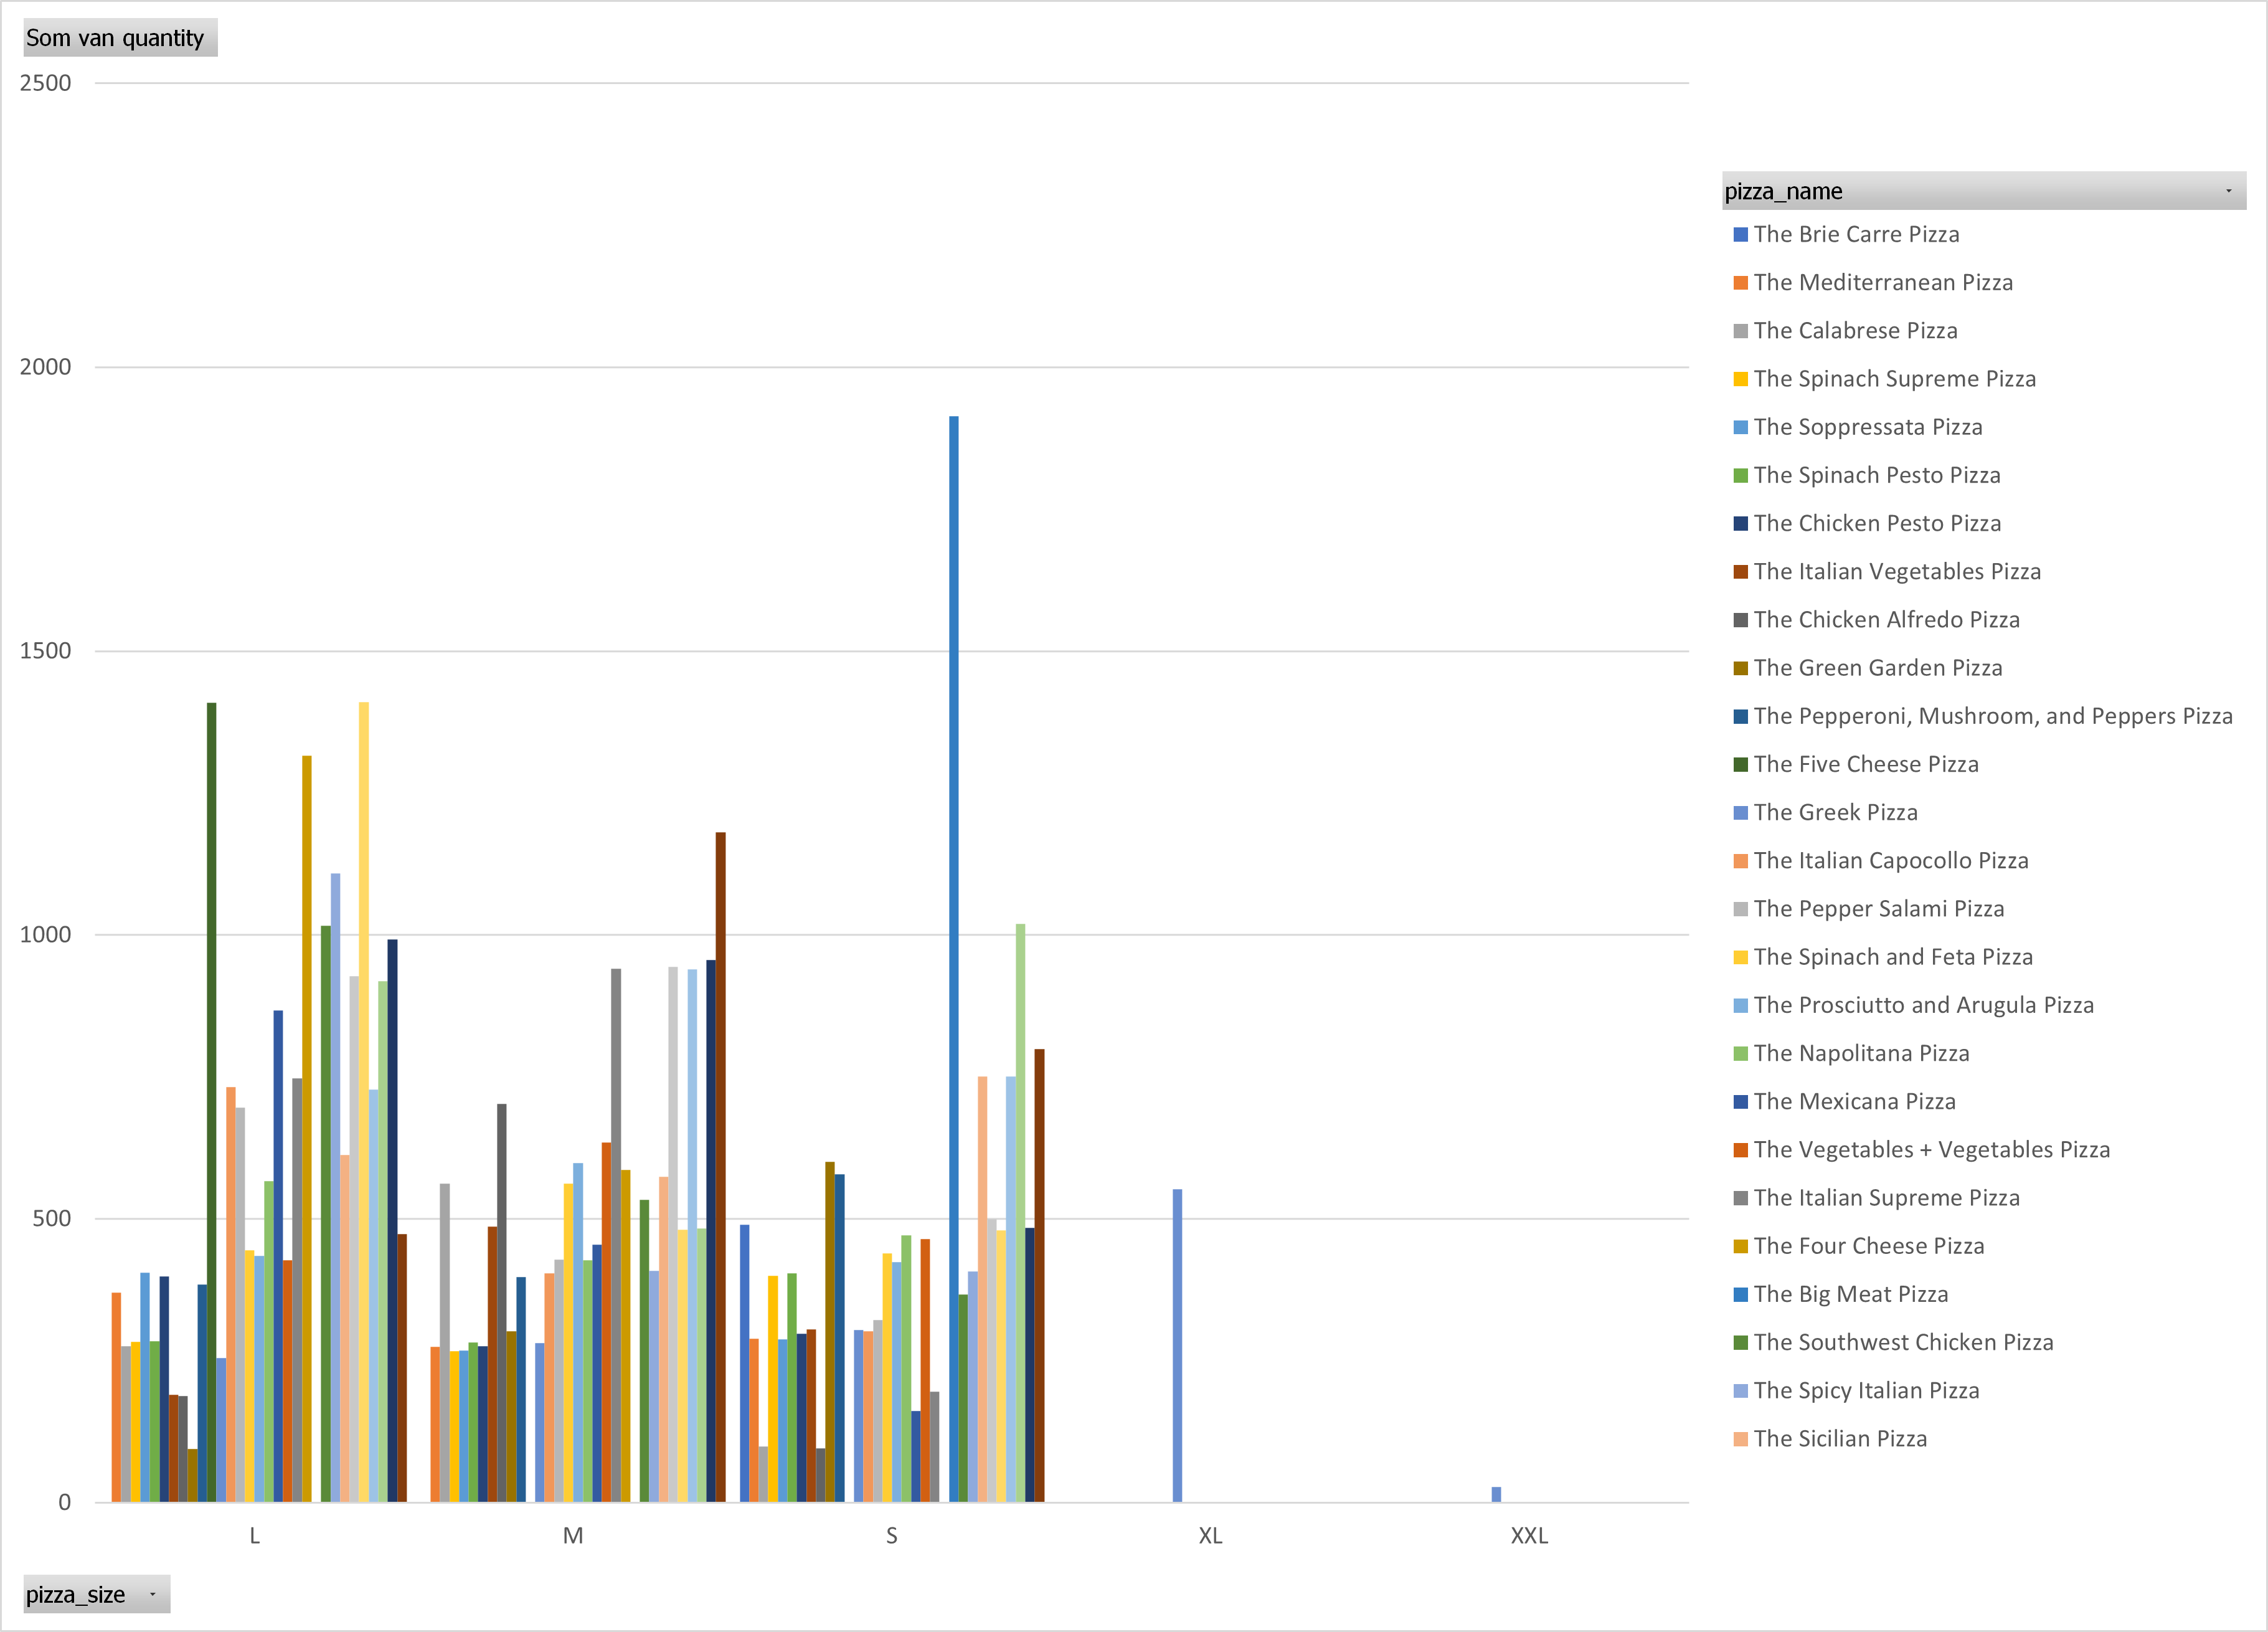 Som van quantity
2500
2000
1500
1000
500
0
L M S XL XXL
pizza_size
pizza_name
The Brie Carre Pizza
The Mediterranean Pizza
The Calabrese Pizza
The Spinach Supreme Pizza
The Soppressata Pizza
The Spinach Pesto Pizza
The Chicken Pesto Pizza
The Italian Vegetables Pizza
The Chicken Alfredo Pizza
The Green Garden Pizza
The Pepperoni, Mushroom, and Peppers Pizza
The Five Cheese Pizza
The Greek Pizza
The Italian Capocollo Pizza
The Pepper Salami Pizza
The Spinach and Feta Pizza
The Prosciutto and Arugula Pizza
The Napolitana Pizza
The Mexicana Pizza
The Vegetables + Vegetables Pizza
The Italian Supreme Pizza
The Four Cheese Pizza
The Big Meat Pizza
The Southwest Chicken Pizza
The Spicy Italian Pizza
The Sicilian Pizza